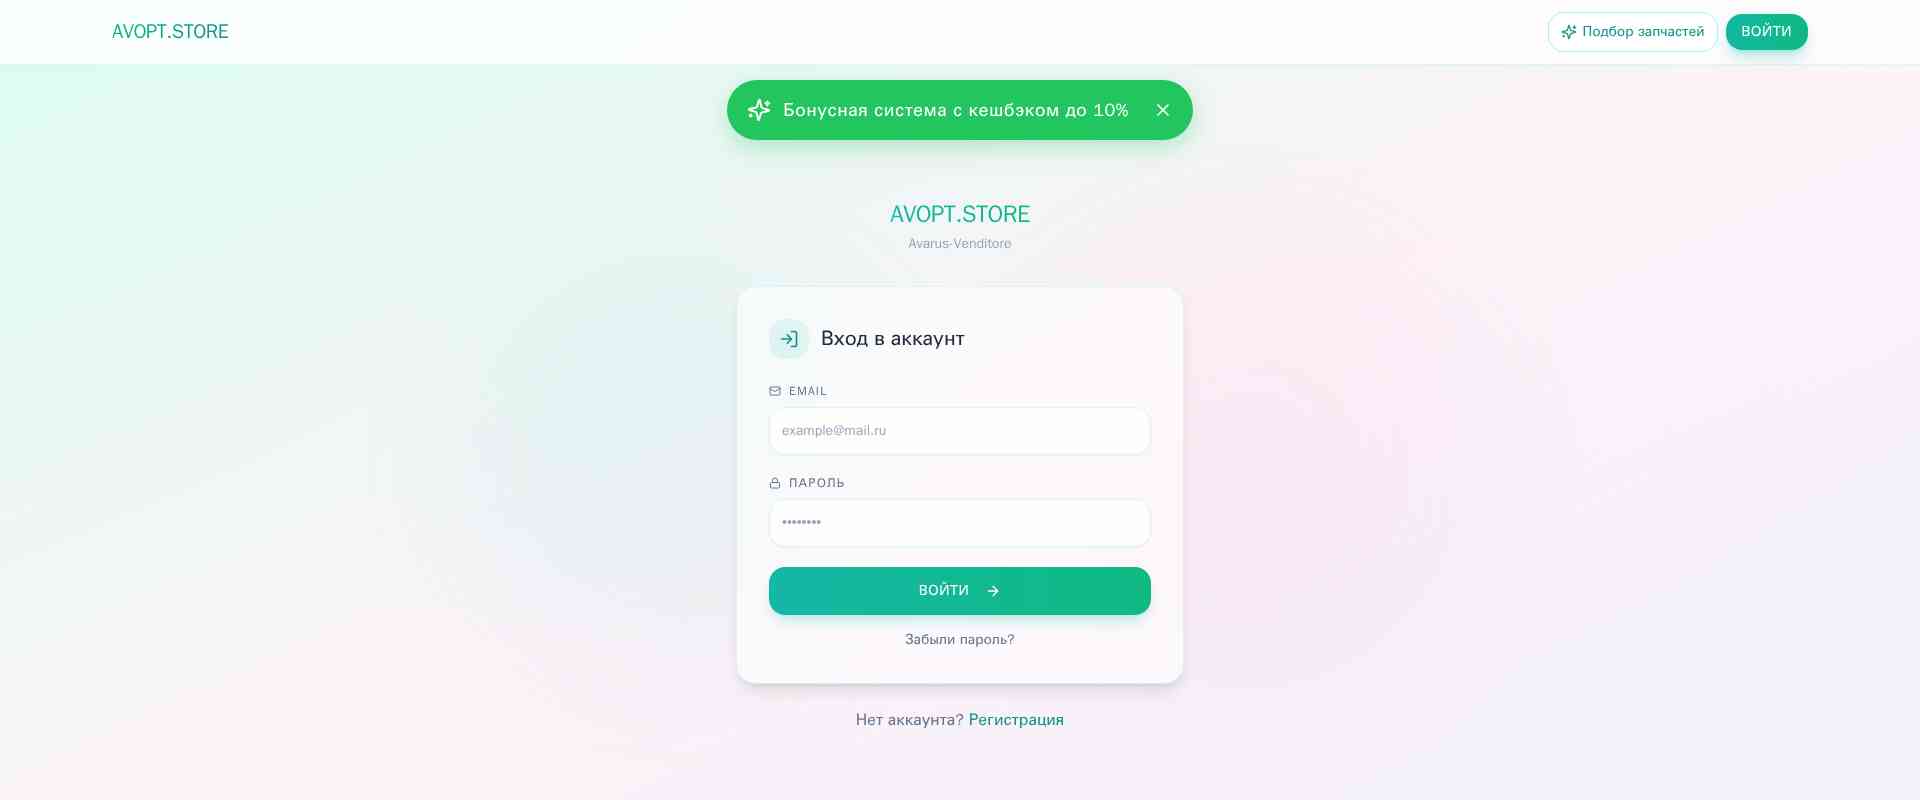 AVOPT.STORE
Подбор запчастей
ВОЙТИ
Бонусная система с кешбэком до 10%
AVOPT.STORE
Avarus-Venditore
Вход в аккаунт
EMAIL
example@mail.ru
ПАРОЛЬ
••••••••
ВОЙТИ
Забыли пароль?
Нет аккаунта? Регистрация